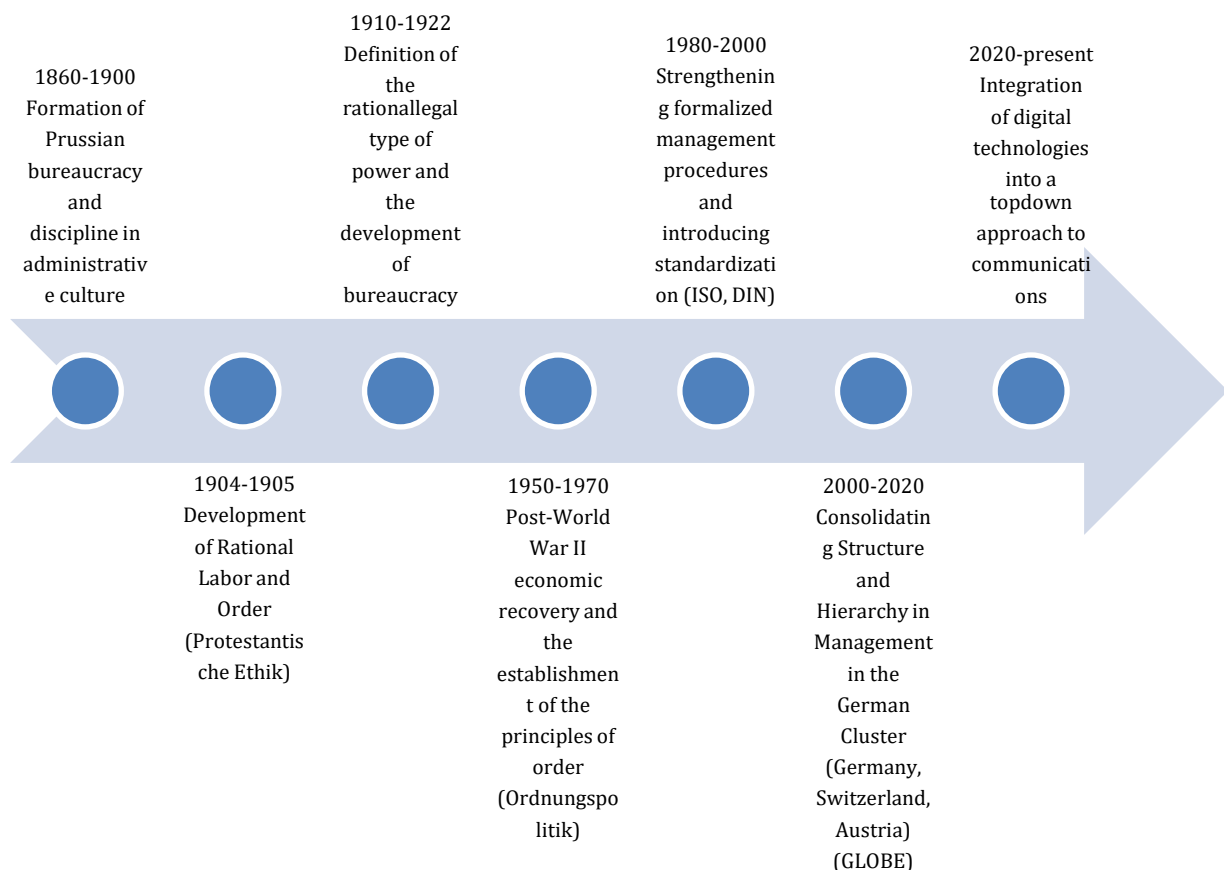 1860-1900
Formation of
Prussian
bureaucracy
and
discipline in
administrativ
e culture
1904-1905
Development
of Rational
Labor and
Order
(Protestantis
che Ethik)
1910-1922
Definition of
the
rationallegal
type of
power and
the
development
of
bureaucracy
1950-1970
Post-World
War II
economic
recovery and
the
establishmen
t of the
principles of
order
(Ordnungspo
litik)
1980-2000
Strengthenin
g formalized
management
procedures
and
introducing
standardizati
on (ISO, DIN)
2000-2020
Consolidatin
g Structure
and
Hierarchy in
Management
in the
German
Cluster
(Germany,
Switzerland,
Austria)
(GLOBE)
2020-present
Integration
of digital
technologies
into a
topdown
approach to
communicati
ons